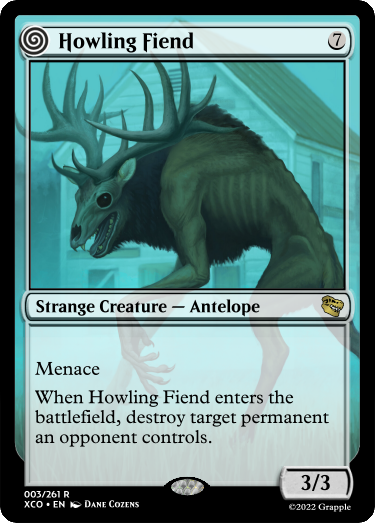 Howling Fiend
7
Strange Creature — Antelope
Menace
When Howling Fiend enters the
battlefield, destroy target permanent
an opponent controls.
3/3
003/261 R
XCO • EN Dane Cozens
©2022 Grapple